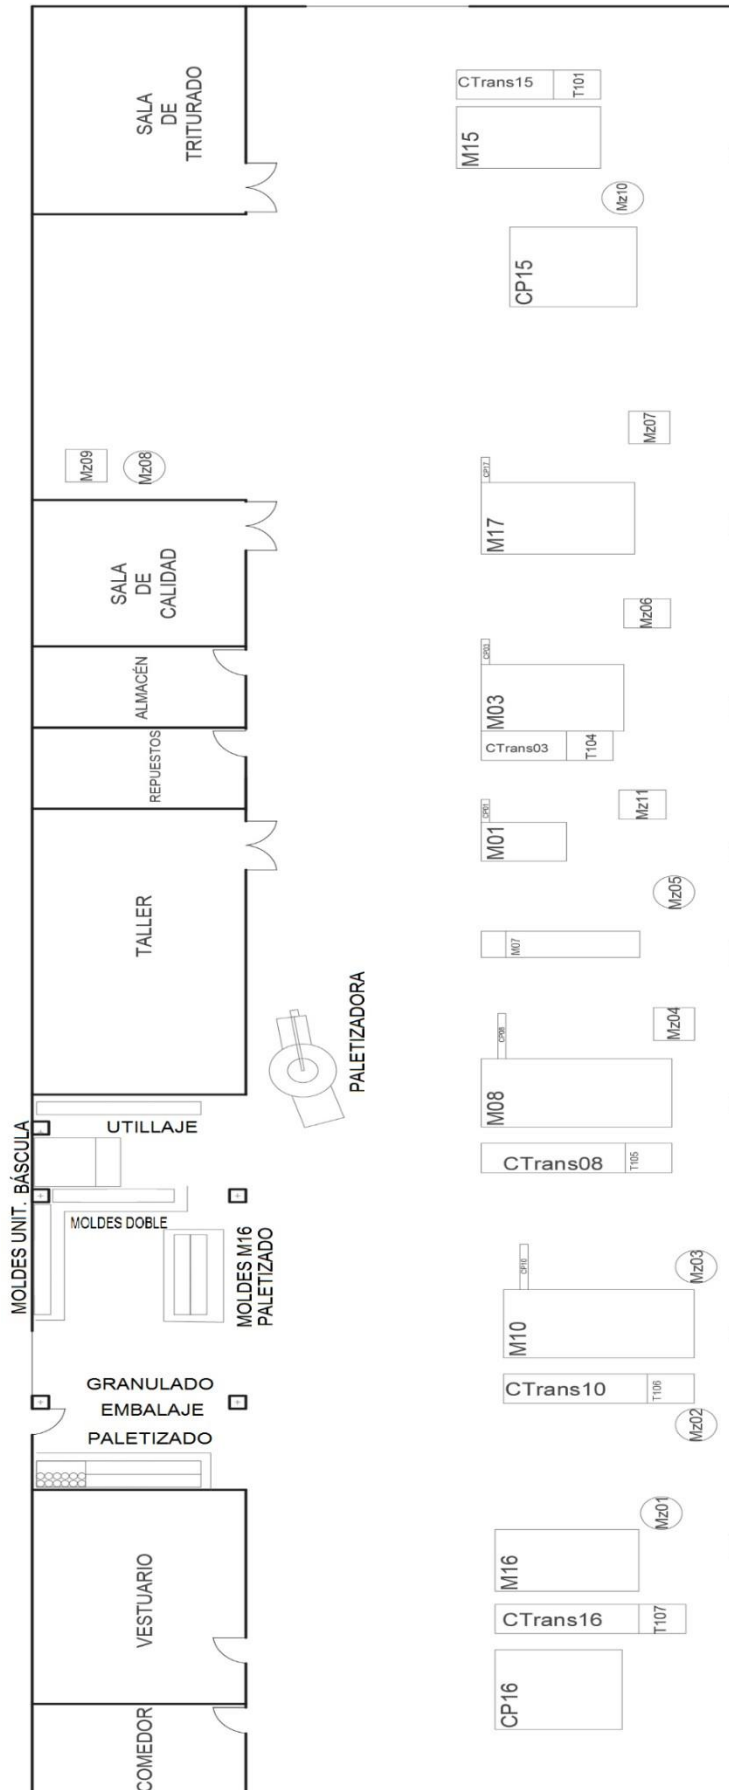 SALA
DE
TRITURADO
CTrans15
T101
M15
Mz10
CP15
Mz07
Mz09
Mz08
CP17
M17
SALA
DE
CALIDAD
Mz06
CP03
M03
ALMACÉN
CTrans03
T104
REPUESTOS
Mz11
CP01
M01
TALLER
Mz05
M07
PALETIZADORA
Mz04
CP08
M08
UTILLAJE
BÁSCULA
CTrans08
T105
MOLDES DOBLE
MOLDES UNIT.
MOLDES M16
PALETIZADO
CP10
Mz03
M10
GRANULADO
EMBALAJE
PALETIZADO
CTrans10
T106
Mz02
Mz01
M16
VESTUARIO
CTrans16
T107
CP16
COMEDOR